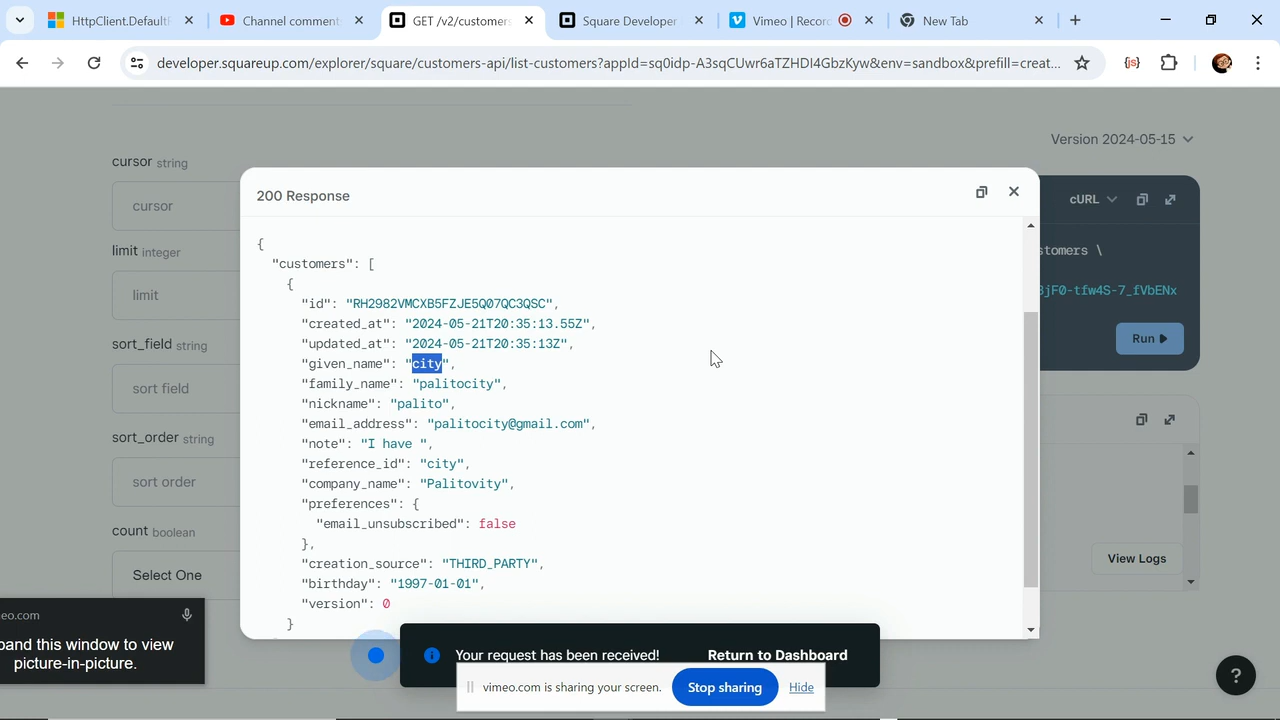 HttpClient.DefaultR
Channel comment
GET /v2/customers
Square Developer
Vimeo | Record
New Tab
developer.squareup.com/explorer/square/customers-api/list-customers?appId=sq0idp-A3sqCUwr6aTZHDI4GbzKyw&env=sandbox&prefill=creat...
{js}
Version 2024-05-15
cursor string
cursor
limit integer
limit
sort_field string
sort field
sort_order string
sort order
count boolean
Select One
cURL
stomers \
3jF0-tfw4S-7_fVbENx
Run
View Logs
200 Response
{
"customers": [
{
"id": "RH2982VMCXB5FZJE5Q07QC3QSC",
"created_at": "2024-05-21T20:35:13.55Z",
"updated_at": "2024-05-21T20:35:13Z",
"given_name": "city",
"family_name": "palitocity",
"nickname": "palito",
"email_address": "palitocity@gmail.com",
"note": "I have ",
"reference_id": "city",
"company_name": "Palitovity",
"preferences": {
"email_unsubscribed": false
},
"creation_source": "THIRD_PARTY",
"birthday": "1997-01-01",
"version": 0
}
eo.com
pand this window to view
picture-in-picture.
Your request has been received! Return to Dashboard
vimeo.com is sharing your screen. Stop sharing Hide
?